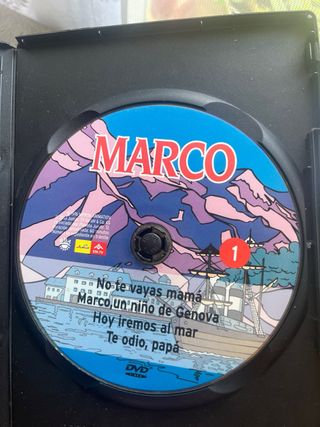 MARCO
1
No te vayas mamá
Marco, un niño de Génova
Hoy iremos al mar
Te odio, papá
DVD